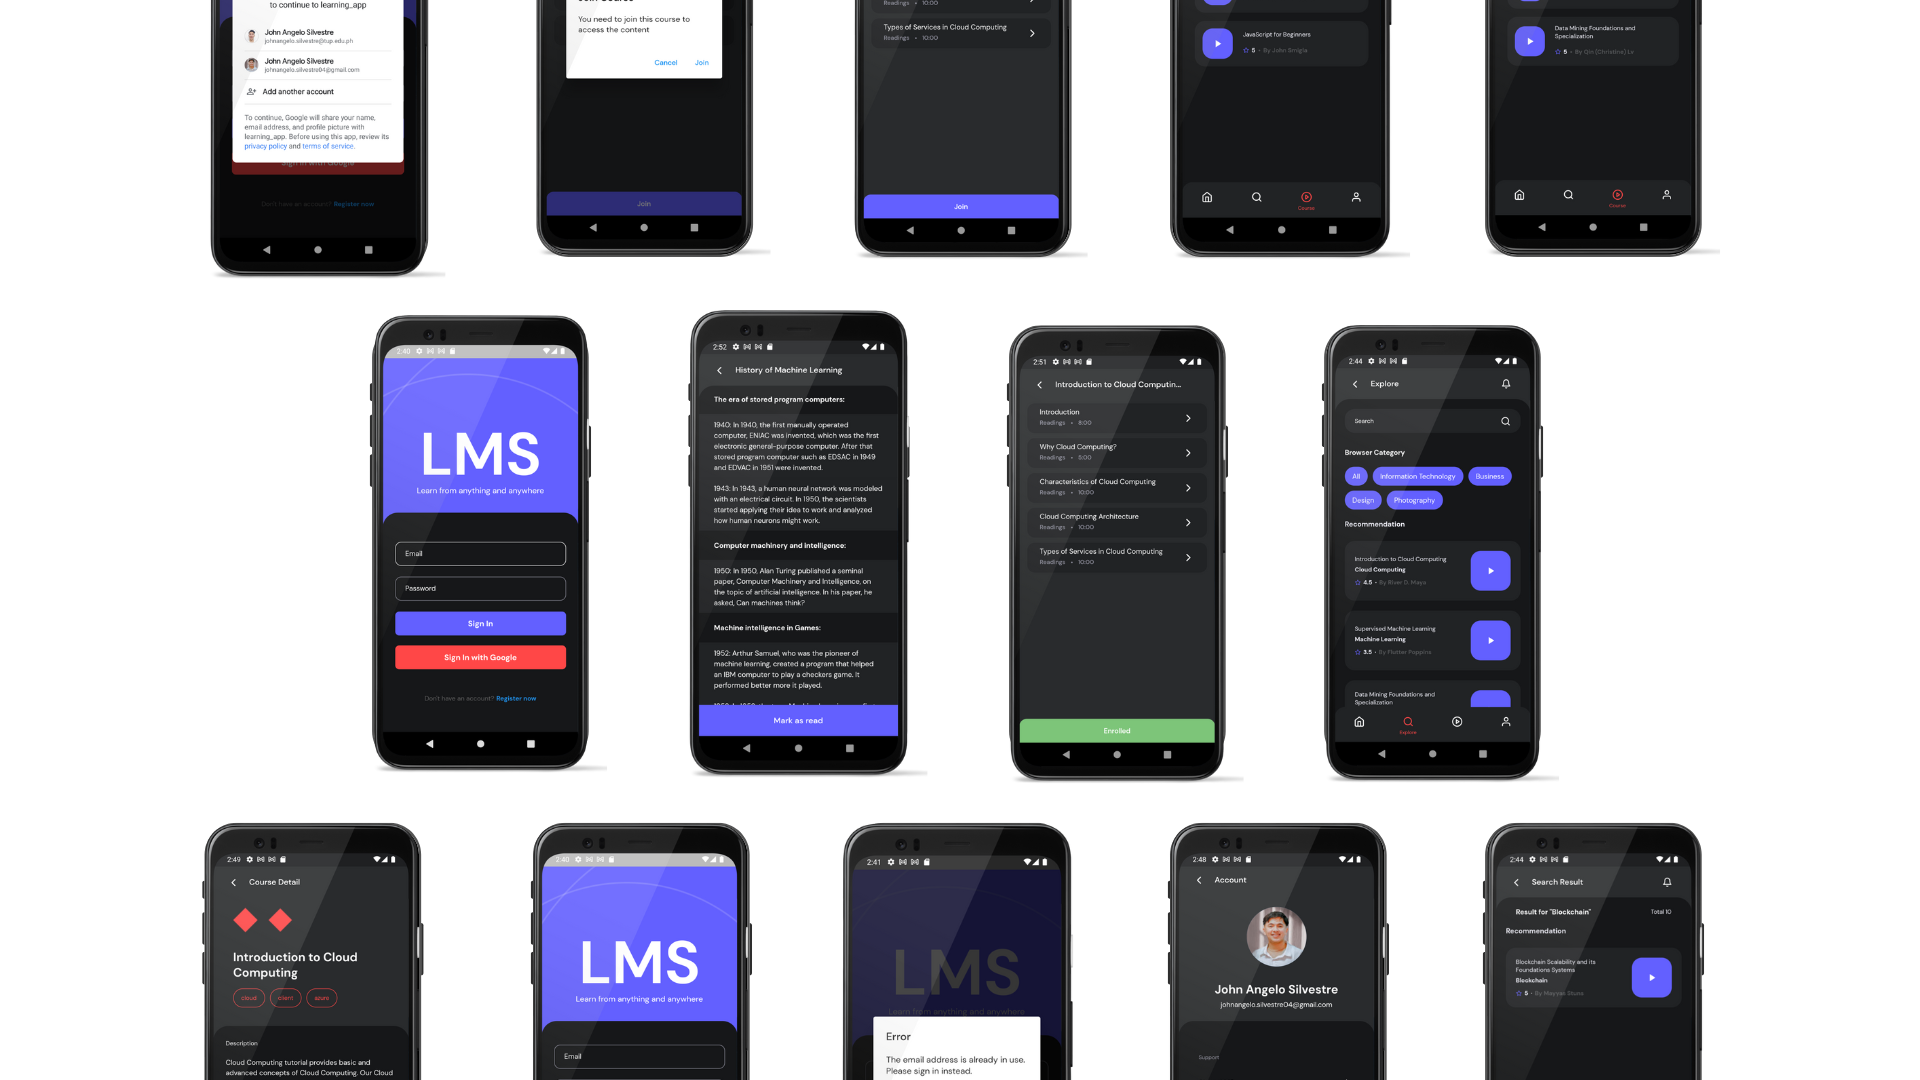 to continue to learning_app
John Angelo Silvestre
johnangelo.silvestre@tup.edu.ph
John Angelo Silvestre
johnangelo.silvestre04@gmail.com
Add another account
To continue, Google will share your name,
email address, and profile picture with
learning_app. Before using this app, review its
privacy policy and terms of service.
Sign In with Google
Don't have an account? Register now
You need to join this course to
access the content
Cancel Join
Join
Readings • 10:00
Types of Services in Cloud Computing
Readings • 10:00
Join
JavaScript for Beginners
5 • By John Smigla
Course
Data Mining Foundations and
Specialization
5 • By Qin (Christine) Lv
Course
2:40
LMS
Learn from anything and anywhere
Email
Password
Sign In
Sign In with Google
Don't have an account? Register now
2:52
History of Machine Learning
The era of stored program computers:
1940: In 1940, the first manually operated
computer, ENIAC was invented, which was the first
electronic general-purpose computer. After that
stored program computer such as EDSAC in 1949
and EDVAC in 1951 were invented.
1943: In 1943, a human neural network was modeled
with an electrical circuit. In 1950, the scientists
started applying their idea to work and analyzed
how human neurons might work.
Computer machinery and Intelligence:
1950: In 1950, Alan Turing published a seminal
paper, Computer Machinery and Intelligence, on
the topic of artificial intelligence. In his paper, he
asked, Can machines think?
Machine intelligence in Games:
1952: Arthur Samuel, who was the pioneer of
machine learning, created a program that helped
an IBM computer to play a checkers game. It
performed better more it played.
Mark as read
2:51
Introduction to Cloud Computin...
Introduction
Readings • 8:00
Why Cloud Computing?
Readings • 5:00
Characteristics of Cloud Computing
Readings • 10:00
Cloud Computing Architecture
Readings • 10:00
Types of Services in Cloud Computing
Readings • 10:00
Enrolled
2:44
Explore
Search
Browser Category
All Information Technology Business
Design Photography
Recommendation
Introduction to Cloud Computing
Cloud Computing
4.5 • By River D. Maya
Supervised Machine Learning
Machine Learning
3.5 • By Flutter Poppins
Data Mining Foundations and
Specialization
Explore
2:49
Course Detail
Introduction to Cloud
Computing
cloud azure
Description
Cloud Computing tutorial provides basic and
advanced concepts of Cloud Computing. Our Cloud
2:40
LMS
Learn from anything and anywhere
Email
2:41
LMS
Learn from anything and anywhere
Error
The email address is already in use.
Please sign in instead.
2:48
Account
John Angelo Silvestre
johnangelo.silvestre04@gmail.com
Support
2:44
Search Result
Result for "Blockchain" Total 10
Recommendation
Blockchain Scalability and its
Foundations Systems
Blockchain
5 • By Mayyas Stuea